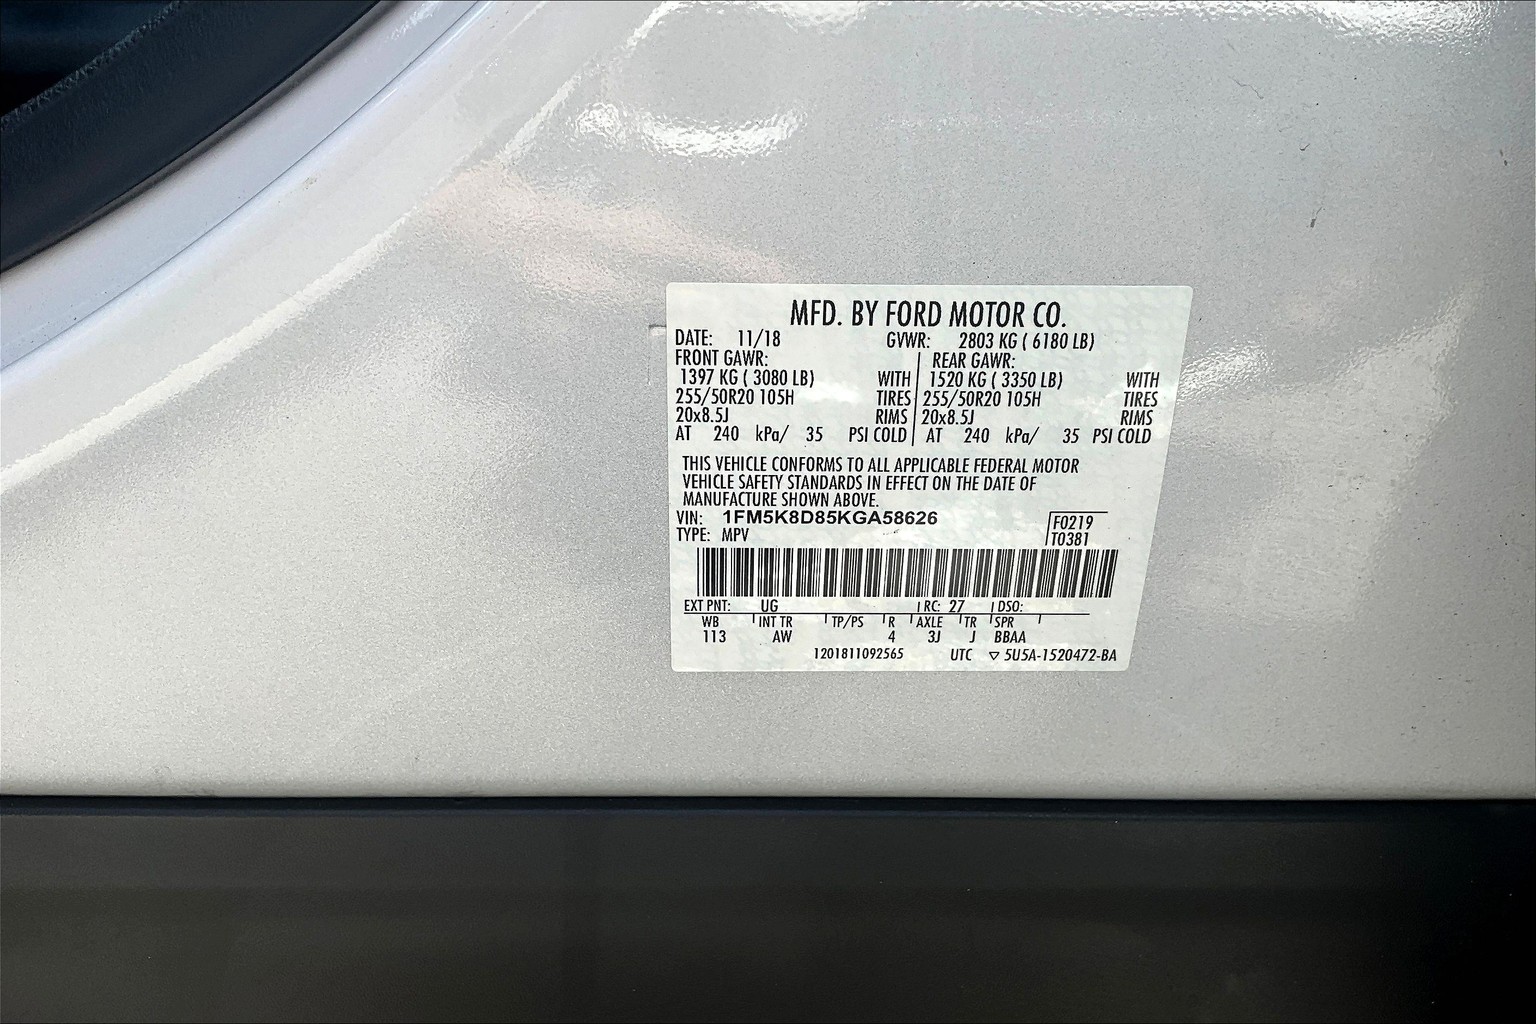 MFD. BY FORD MOTOR CO.
DATE: 11/18 GVWR: 2803 KG ( 6180 LB)
FRONT GAWR: REAR GAWR:
1397 KG ( 3080 LB) WITH 1520 KG ( 3350 LB) WITH
255/50R20 105H TIRES 255/50R20 105H TIRES
20x8.5J RIMS 20x8.5J RIMS
AT 240 kPa/ 35 PSI COLD AT 240 kPa/ 35 PSI COLD
THIS VEHICLE CONFORMS TO ALL APPLICABLE FEDERAL MOTOR
VEHICLE SAFETY STANDARDS IN EFFECT ON THE DATE OF
MANUFACTURE SHOWN ABOVE.
VIN: 1FM5K8D85KGA58626 F0219
TYPE: MPV T0381
EXT PNT: UG RC: 27 DSO:
WB INT TR TP/PS R AXLE TR SPR
113 AW 4 3J J BBAA
1201811092565 UTC ▽ 5U5A-1520472-BA